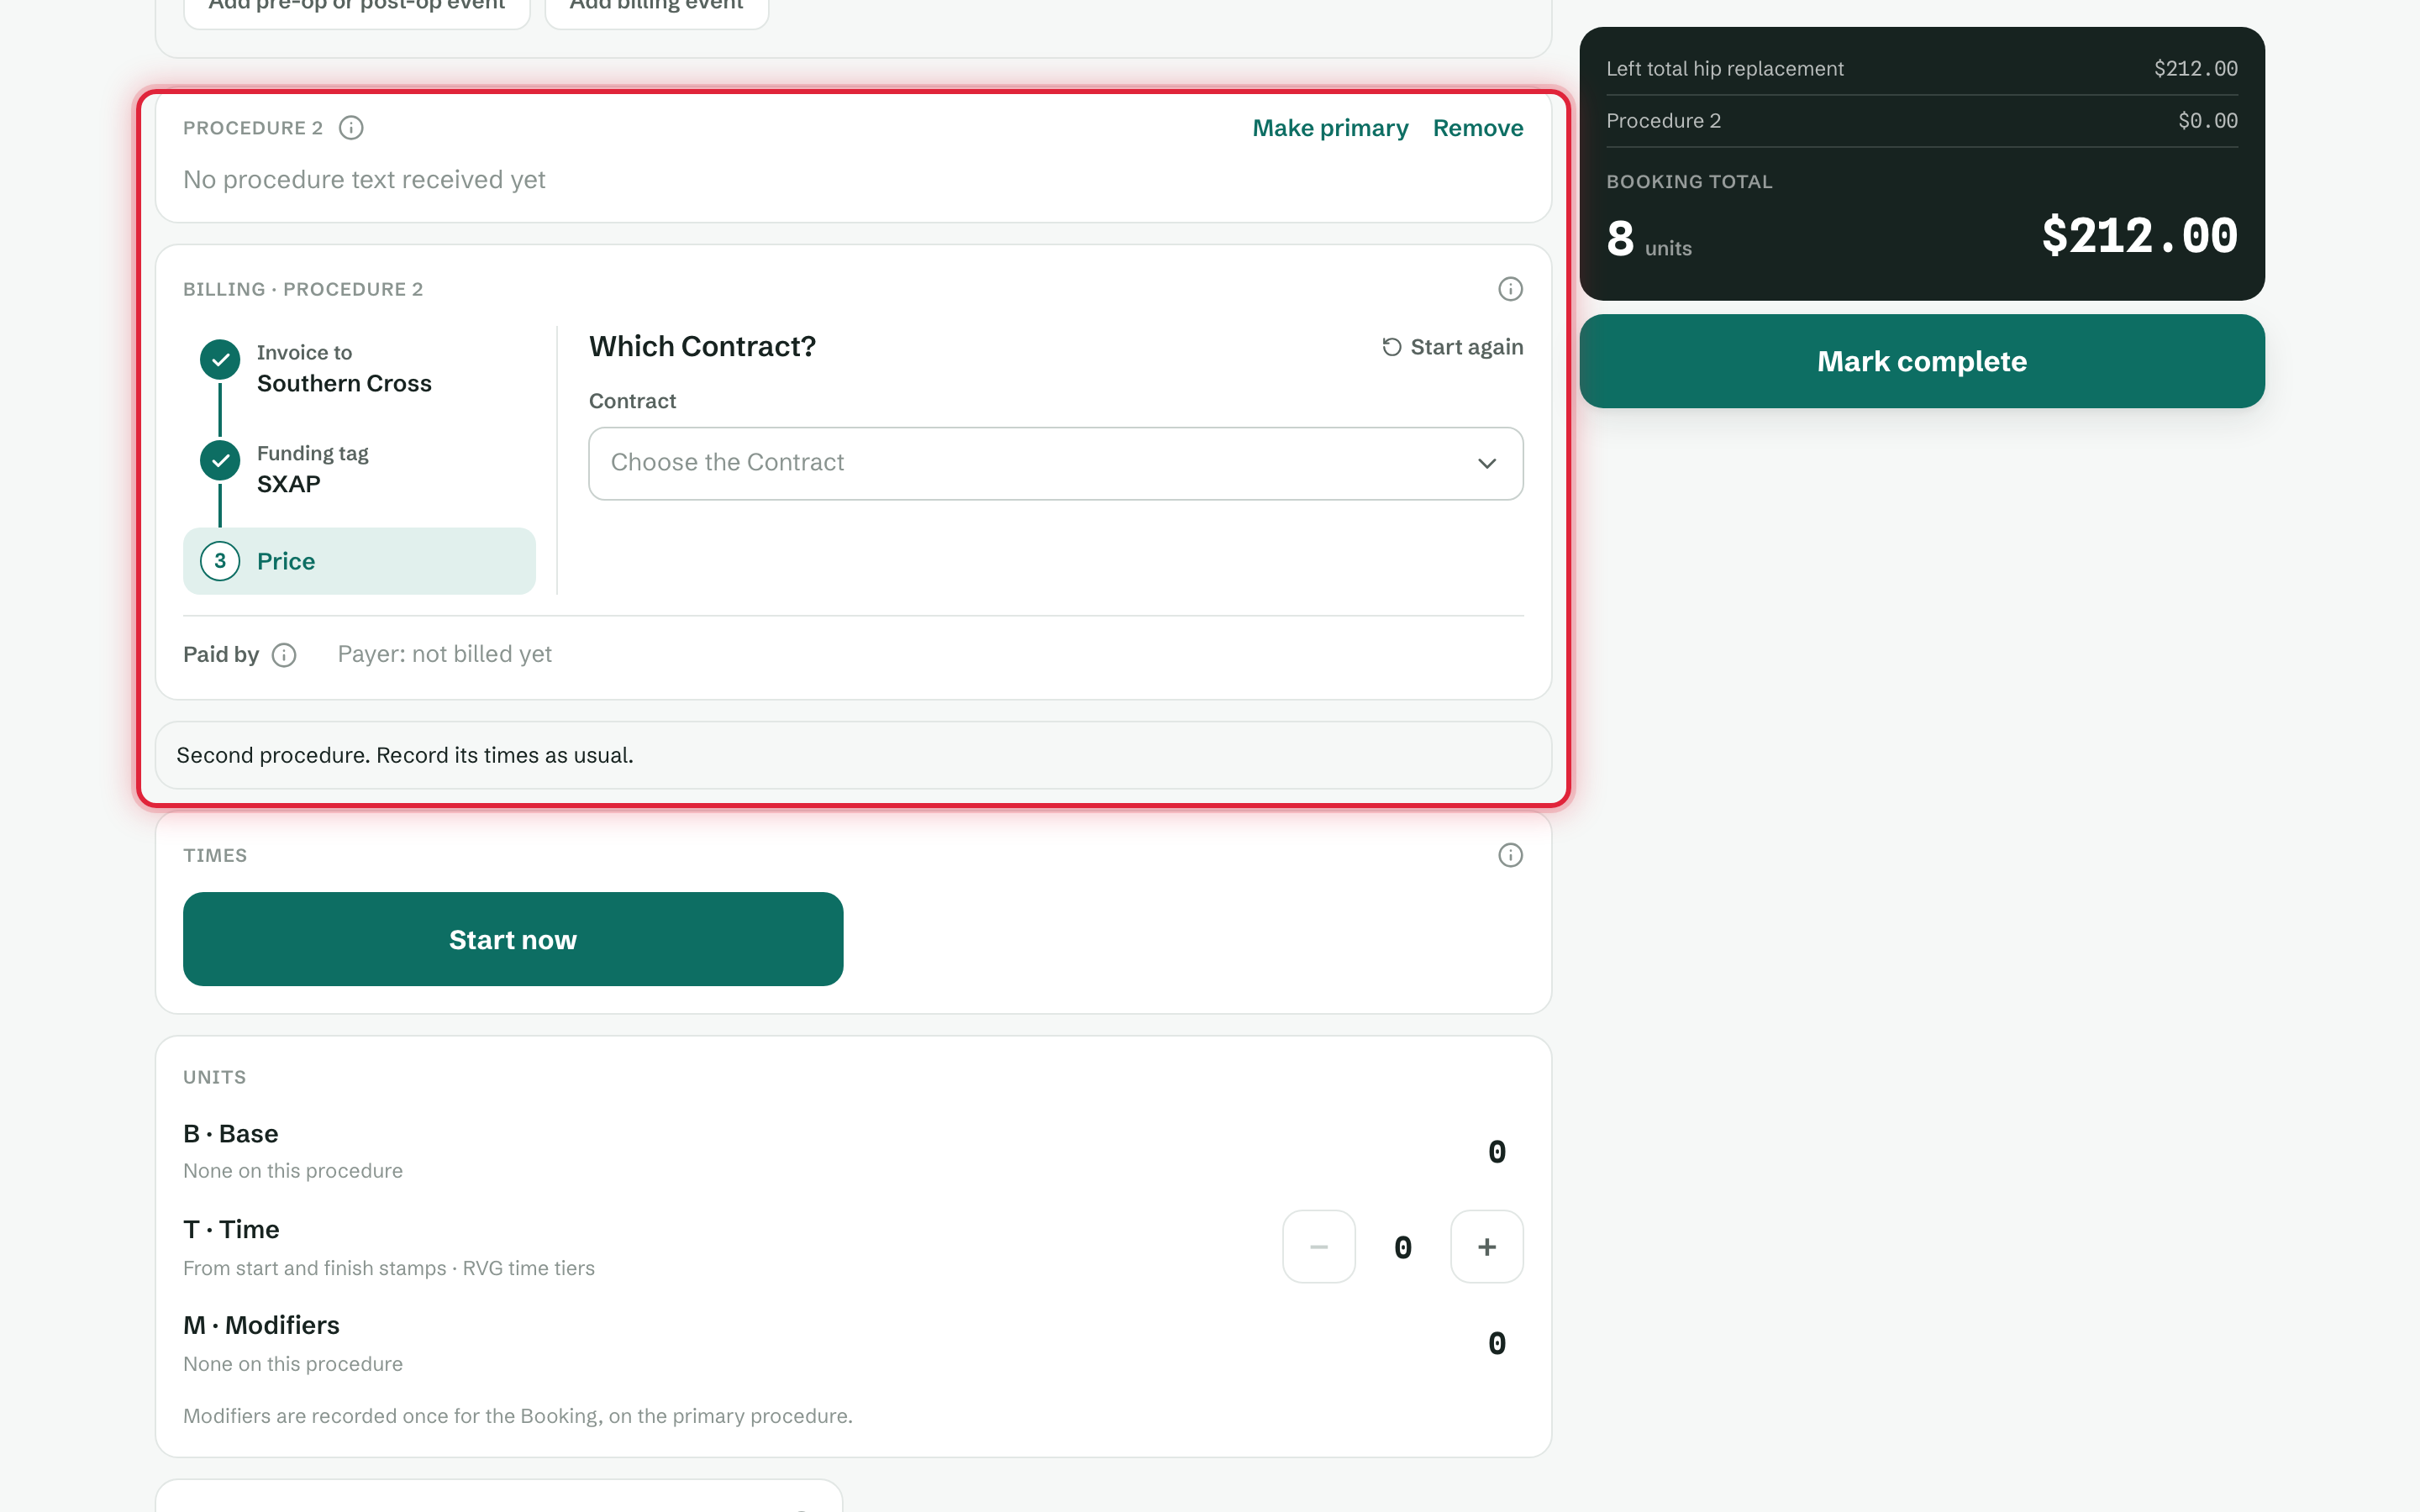 Add pre-op or post-op event
Add billing event
PROCEDURE 2
Make primary
Remove
No procedure text received yet
BILLING · PROCEDURE 2
Invoice to
Southern Cross
Funding tag
SXAP
3
Price
Which Contract?
Start again
Contract
Choose the Contract
Paid by
Payer: not billed yet
Second procedure. Record its times as usual.
TIMES
Start now
UNITS
B · Base
None on this procedure
0
T · Time
From start and finish stamps · RVG time tiers
− 0 +
M · Modifiers
None on this procedure
0
Modifiers are recorded once for the Booking, on the primary procedure.
Left total hip replacement $212.00
Procedure 2 $0.00
BOOKING TOTAL
8 units $212.00
Mark complete